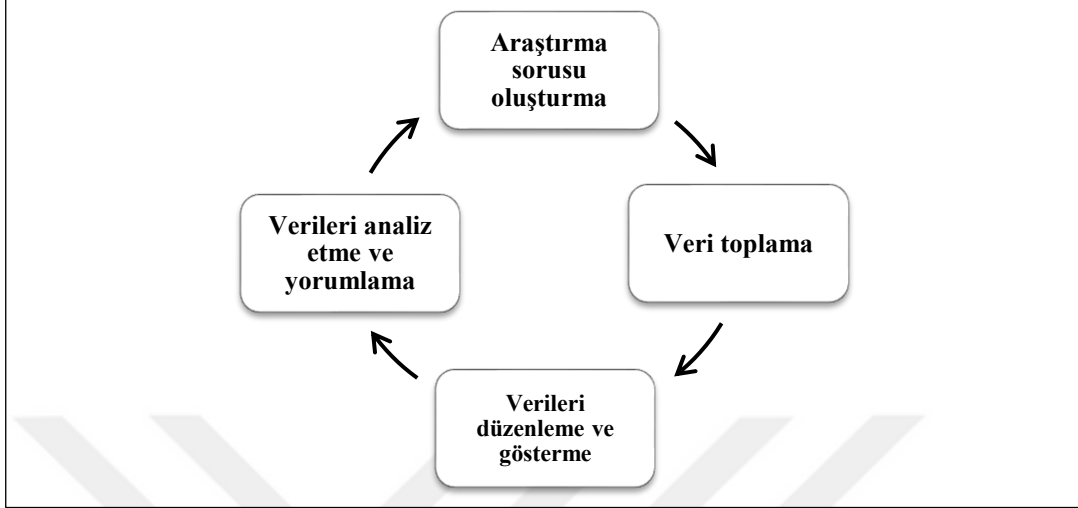 Araştırma
sorusu
oluşturma
Veri toplama
Verileri
düzenleme ve
gösterme
Verileri analiz
etme ve
yorumlama